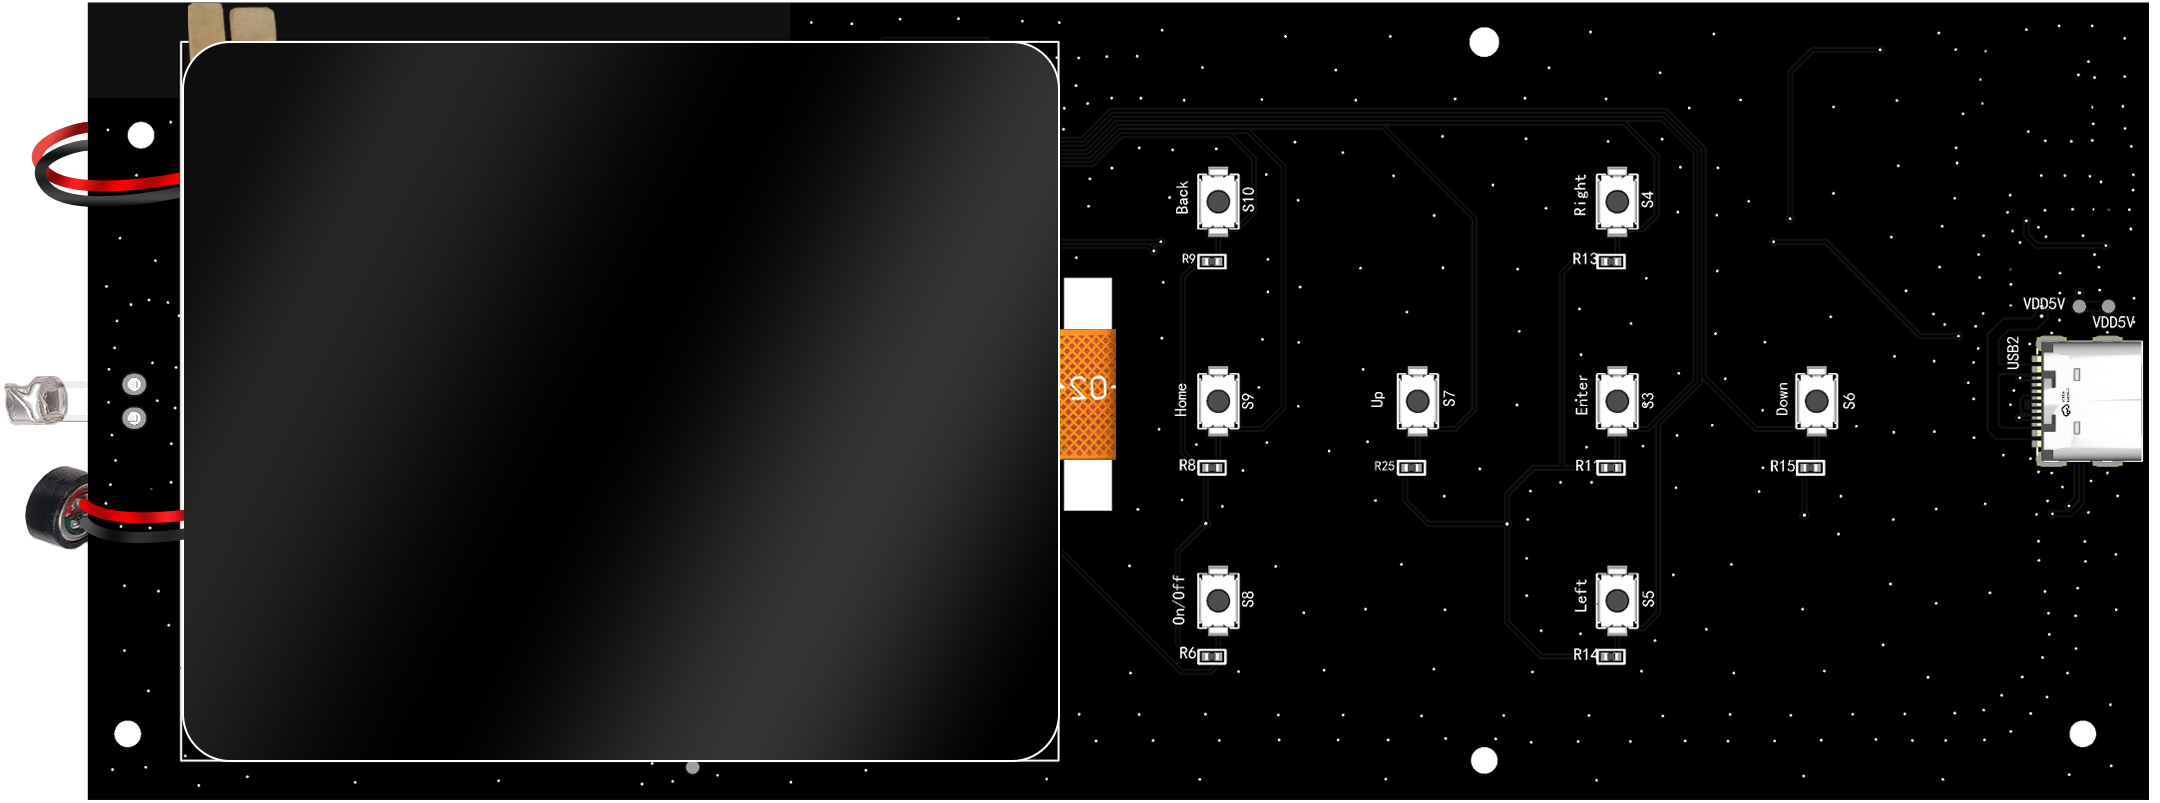 Back
S10
R9
Right
S4
R13
VDD5V
VDD5V
USB2
-02-
Home
S9
R8
Up
S7
R25
Enter
S3
R11
Down
S6
R15
On/Off
S8
R6
Left
S5
R14